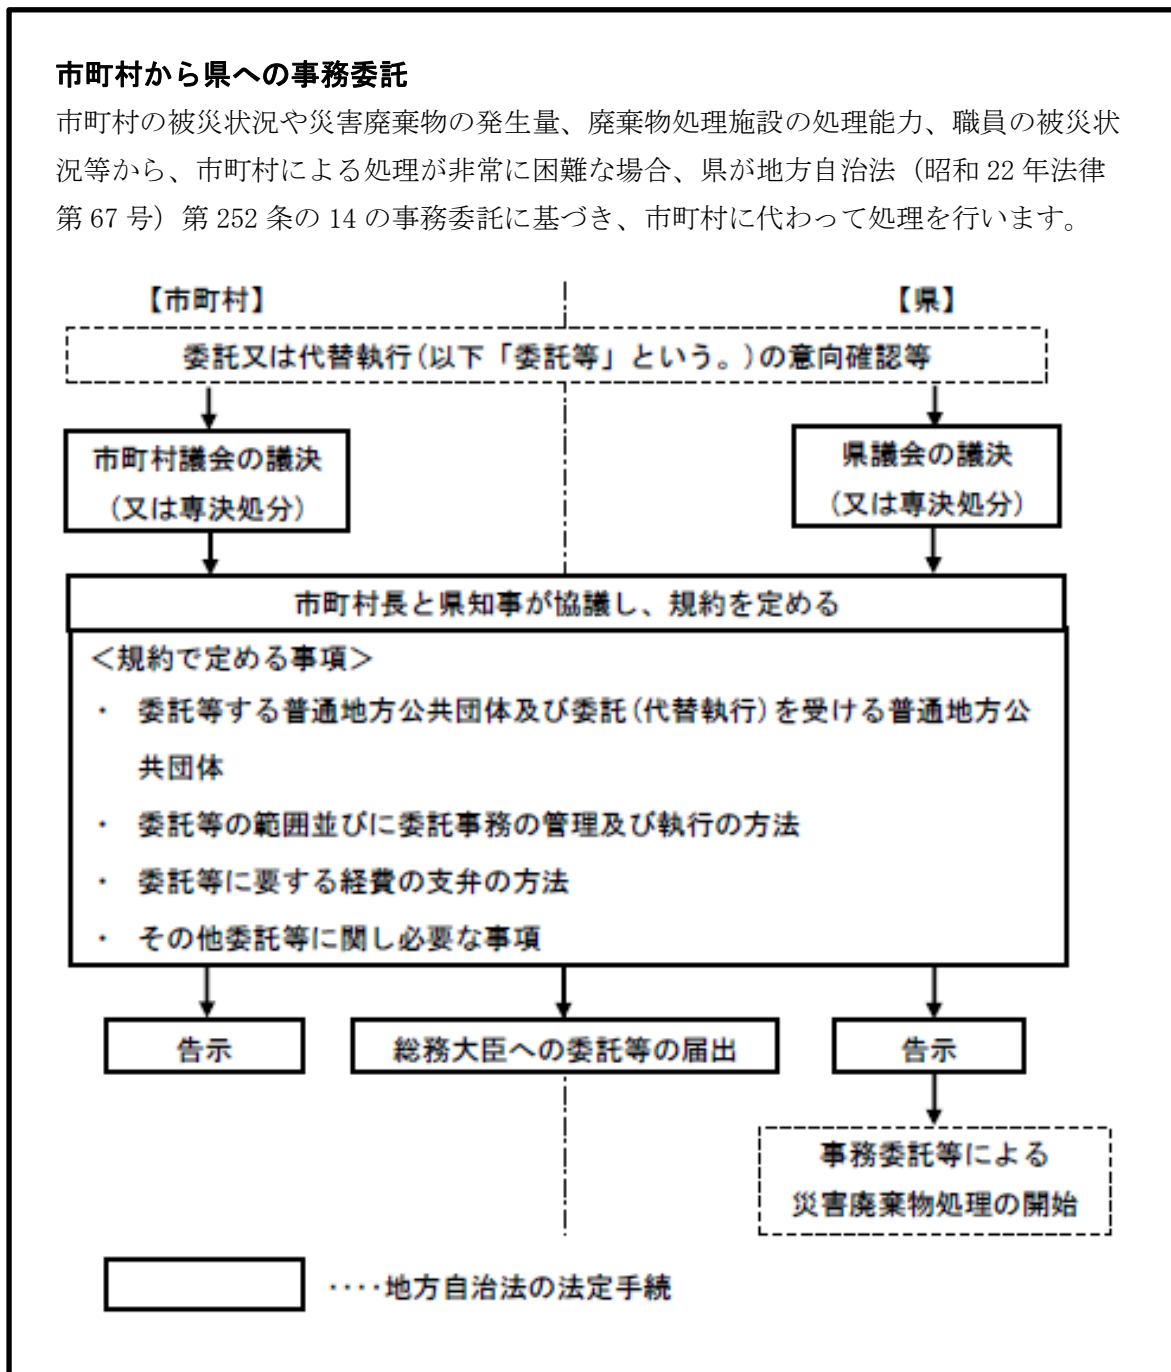 市町村から県への事務委託
市町村の被災状況や災害廃棄物の発生量、廃棄物処理施設の処理能力、職員の被災状
況等から、市町村による処理が非常に困難な場合、県が地方自治法（昭和 22 年法律
第 67 号）第 252 条の 14 の事務委託に基づき、市町村に代わって処理を行います。
【市町村】
【県】
委託又は代替執行(以下「委託等」という。)の意向確認等
市町村議会の議決
(又は専決処分)
県議会の議決
(又は専決処分)
市町村長と県知事が協議し、規約を定める
＜規約で定める事項＞
・ 委託等する普通地方公共団体及び委託(代替執行)を受ける普通地方公
共団体
・ 委託等の範囲並びに委託事務の管理及び執行の方法
・ 委託等に要する経費の支弁の方法
・ その他委託等に関し必要な事項
告示
総務大臣への委託等の届出
告示
事務委託等による
災害廃棄物処理の開始
‥‥地方自治法の法定手続